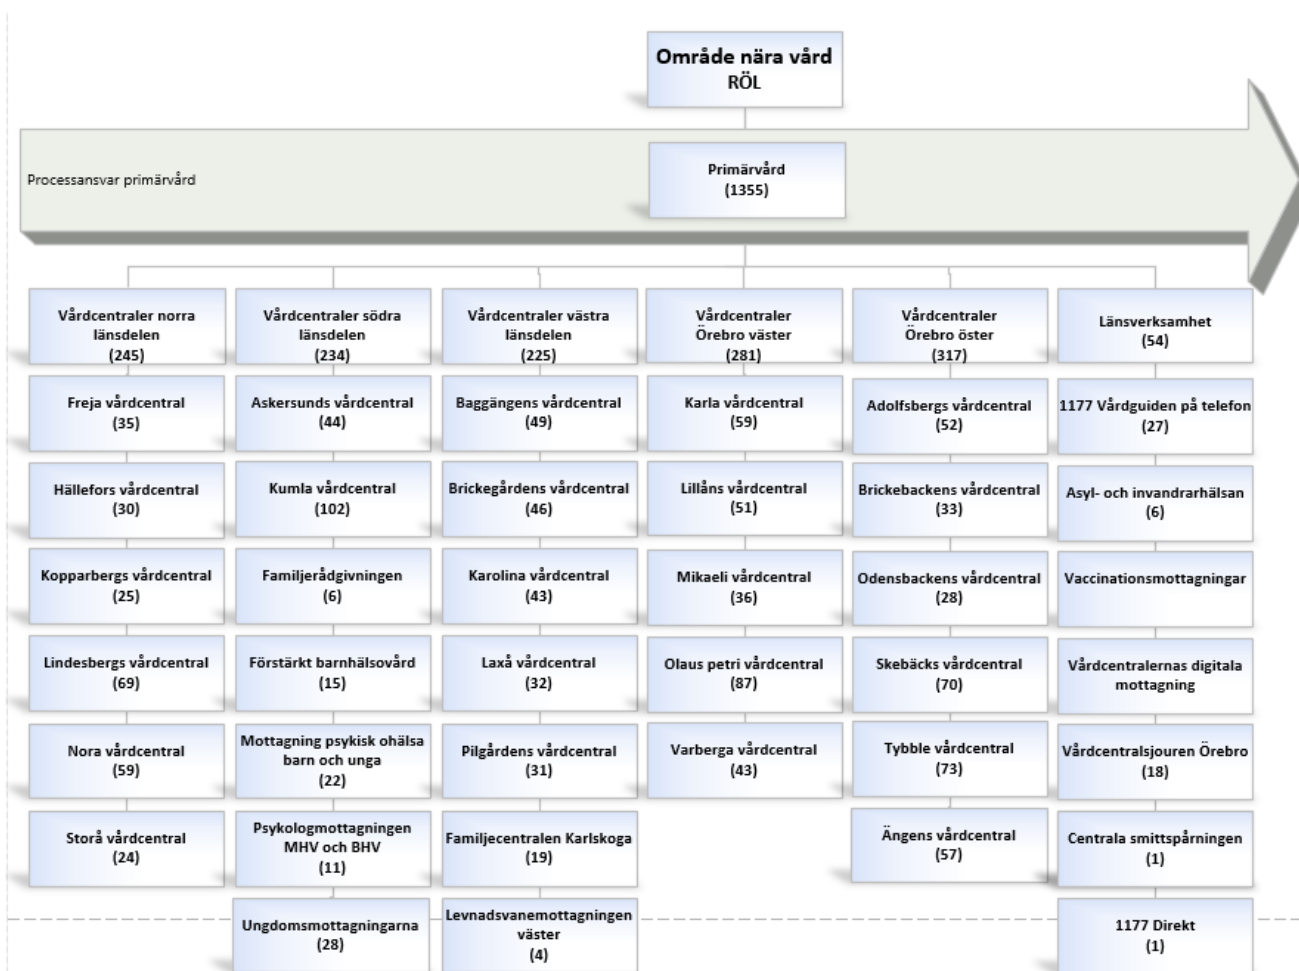 Område nära vård
RÖL
Processansvar primärvård
Primärvård
(1355)
Vårdcentraler norra
länsdelen
(245)
Freja vårdcentral
(35)
Hällefors vårdcentral
(30)
Kopparbergs vårdcentral
(25)
Lindesbergs vårdcentral
(69)
Nora vårdcentral
(59)
Storå vårdcentral
(24)
Vårdcentraler södra
länsdelen
(234)
Askersunds vårdcentral
(44)
Kumla vårdcentral
(102)
Familjerådgivningen
(6)
Förstärkt barnhälsovård
(15)
Mottagning psykisk ohälsa
barn och unga
(22)
Psykologmottagningen
MHV och BHV
(11)
Ungdomsmottagningarna
(28)
Vårdcentraler västra
länsdelen
(225)
Baggängens vårdcentral
(49)
Brickegårdens vårdcentral
(46)
Karolina vårdcentral
(43)
Laxå vårdcentral
(32)
Pilgårdens vårdcentral
(31)
Familjecentralen Karlskoga
(19)
Levnadsvanemottagningen
väster
(4)
Vårdcentraler
Örebro väster
(281)
Karla vårdcentral
(59)
Lillåns vårdcentral
(51)
Mikaeli vårdcentral
(36)
Olaus petri vårdcentral
(87)
Varberga vårdcentral
(43)
Vårdcentraler
Örebro öster
(317)
Adolfsbergs vårdcentral
(52)
Brickebackens vårdcentral
(33)
Odensbackens vårdcentral
(28)
Skebäcks vårdcentral
(70)
Tybble vårdcentral
(73)
Ängens vårdcentral
(57)
Länsverksamhet
(54)
1177 Vårdguiden på telefon
(27)
Asyl- och invandrarhälsan
(6)
Vaccinationsmottagningar
Vårdcentralernas digitala
mottagning
Vårdcentralsjouren Örebro
(18)
Centrala smittspårningen
(1)
1177 Direkt
(1)